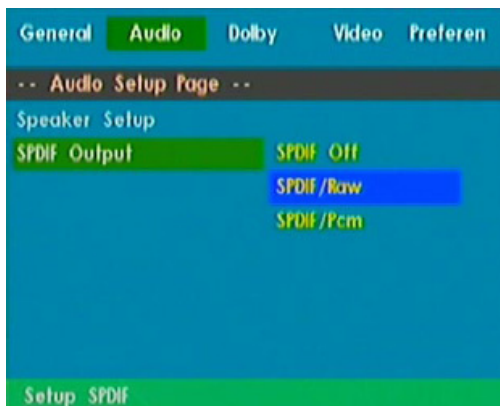 General Audio Dolby Video Preferen
-- Audio Setup Page --
Speaker Setup
SPDIF Output SPDIF Off
SPDIF/Raw
SPDIF/Pcm
Setup SPDIF